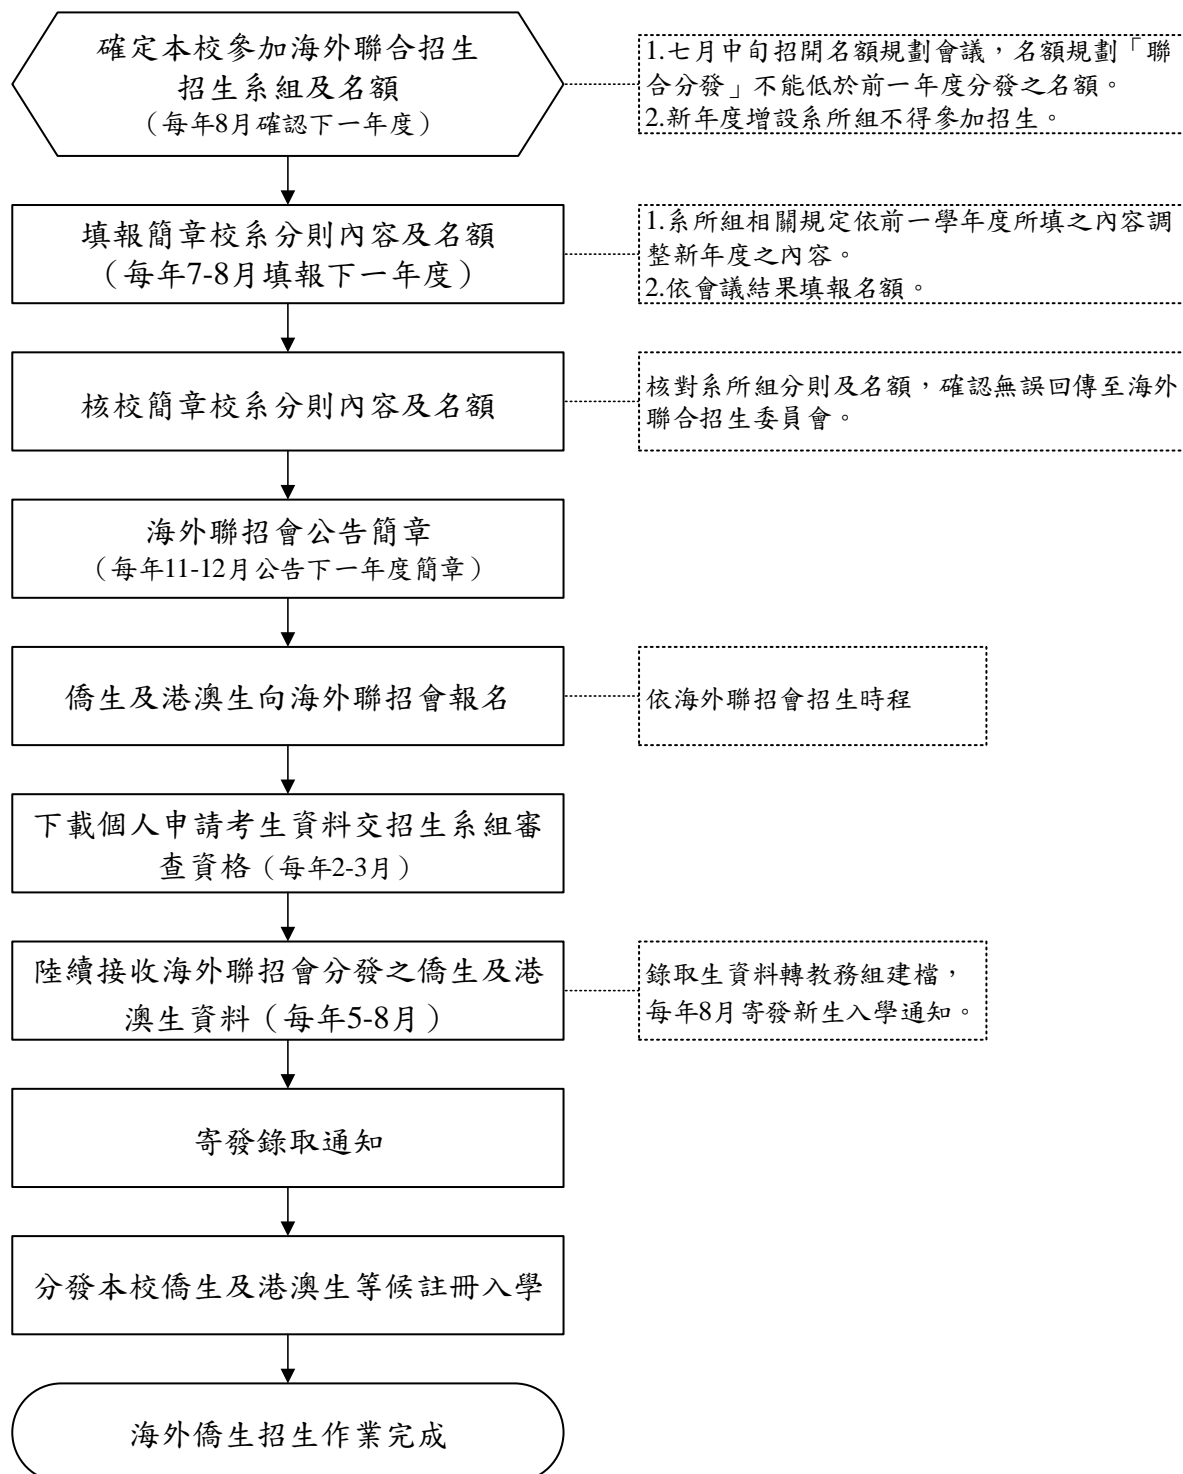 確定本校參加海外聯合招生
招生系組及名額
（每年8月確認下一年度）
1.七月中旬招開名額規劃會議，名額規劃「聯
合分發」不能低於前一年度分發之名額。
2.新年度增設系所組不得參加招生。
填報簡章校系分則內容及名額
（每年7-8月填報下一年度）
1.系所組相關規定依前一學年度所填之內容調
整新年度之內容。
2.依會議結果填報名額。
核校簡章校系分則內容及名額
核對系所組分則及名額，確認無誤回傳至海外
聯合招生委員會。
海外聯招會公告簡章
（每年11-12月公告下一年度簡章）
僑生及港澳生向海外聯招會報名
依海外聯招會招生時程
下載個人申請考生資料交招生系組審
查資格（每年2-3月）
陸續接收海外聯招會分發之僑生及港
澳生資料（每年5-8月）
錄取生資料轉教務組建檔，
每年8月寄發新生入學通知。
寄發錄取通知
分發本校僑生及港澳生等候註冊入學
海外僑生招生作業完成